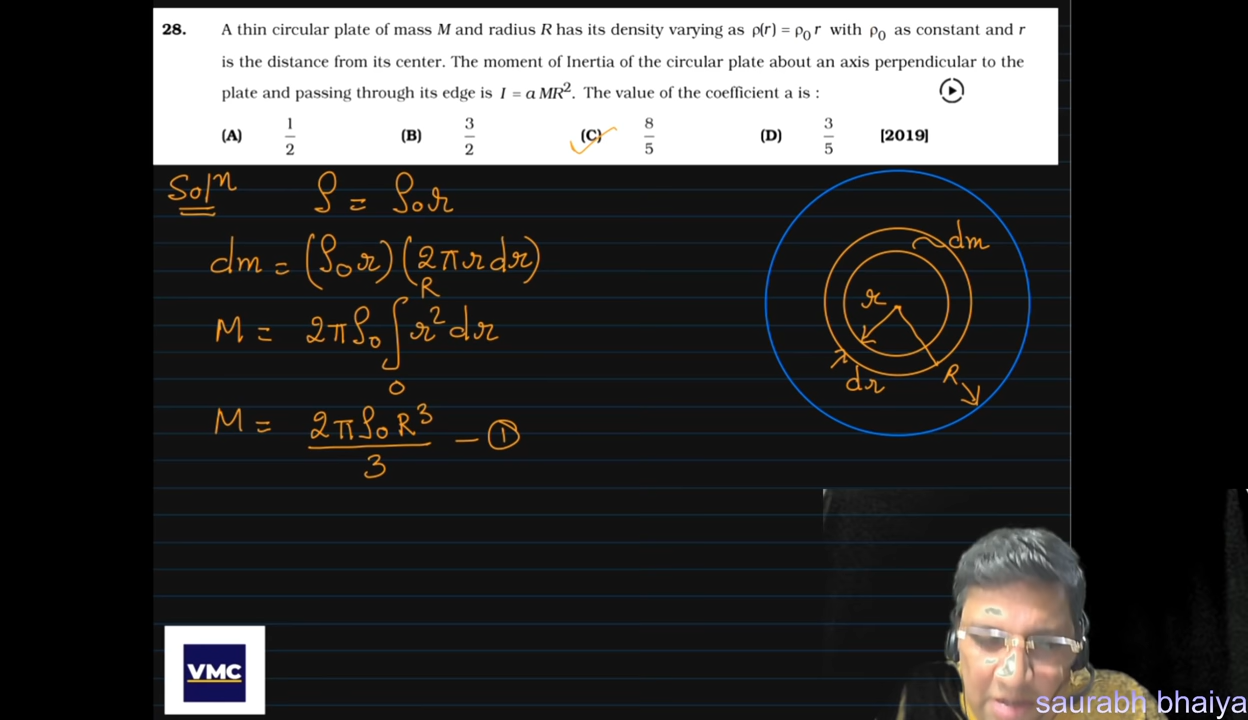 28. A thin circular plate of mass M and radius R has its density varying as ρ(r) = ρ₀ r with ρ₀ as constant and r
is the distance from its center. The moment of Inertia of the circular plate about an axis perpendicular to the
plate and passing through its edge is I = a MR². The value of the coefficient a is :
(A) 1/2 (B) 3/2 (C) 8/5 (D) 3/5 [2019]
Solⁿ ρ = ρ₀r
dm = (ρ₀r)(2πrdr)
M = 2πρ₀ ∫₀ᴿ r²dr
M = 2πρ₀R³/3 — ①
dm
r
dr
R
VMC
saurabh bhaiya